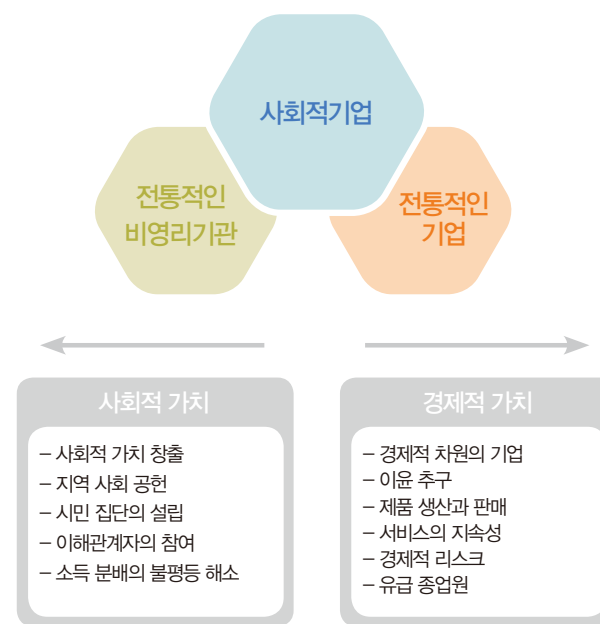 사회적기업
전통적인
비영리기관
전통적인
기업
사회적 가치
– 사회적 가치 창출
– 지역 사회 공헌
– 시민 집단의 설립
– 이해관계자의 참여
– 소득 분배의 불평등 해소
경제적 가치
– 경제적 차원의 기업
– 이윤 추구
– 제품 생산과 판매
– 서비스의 지속성
– 경제적 리스크
– 유급 종업원